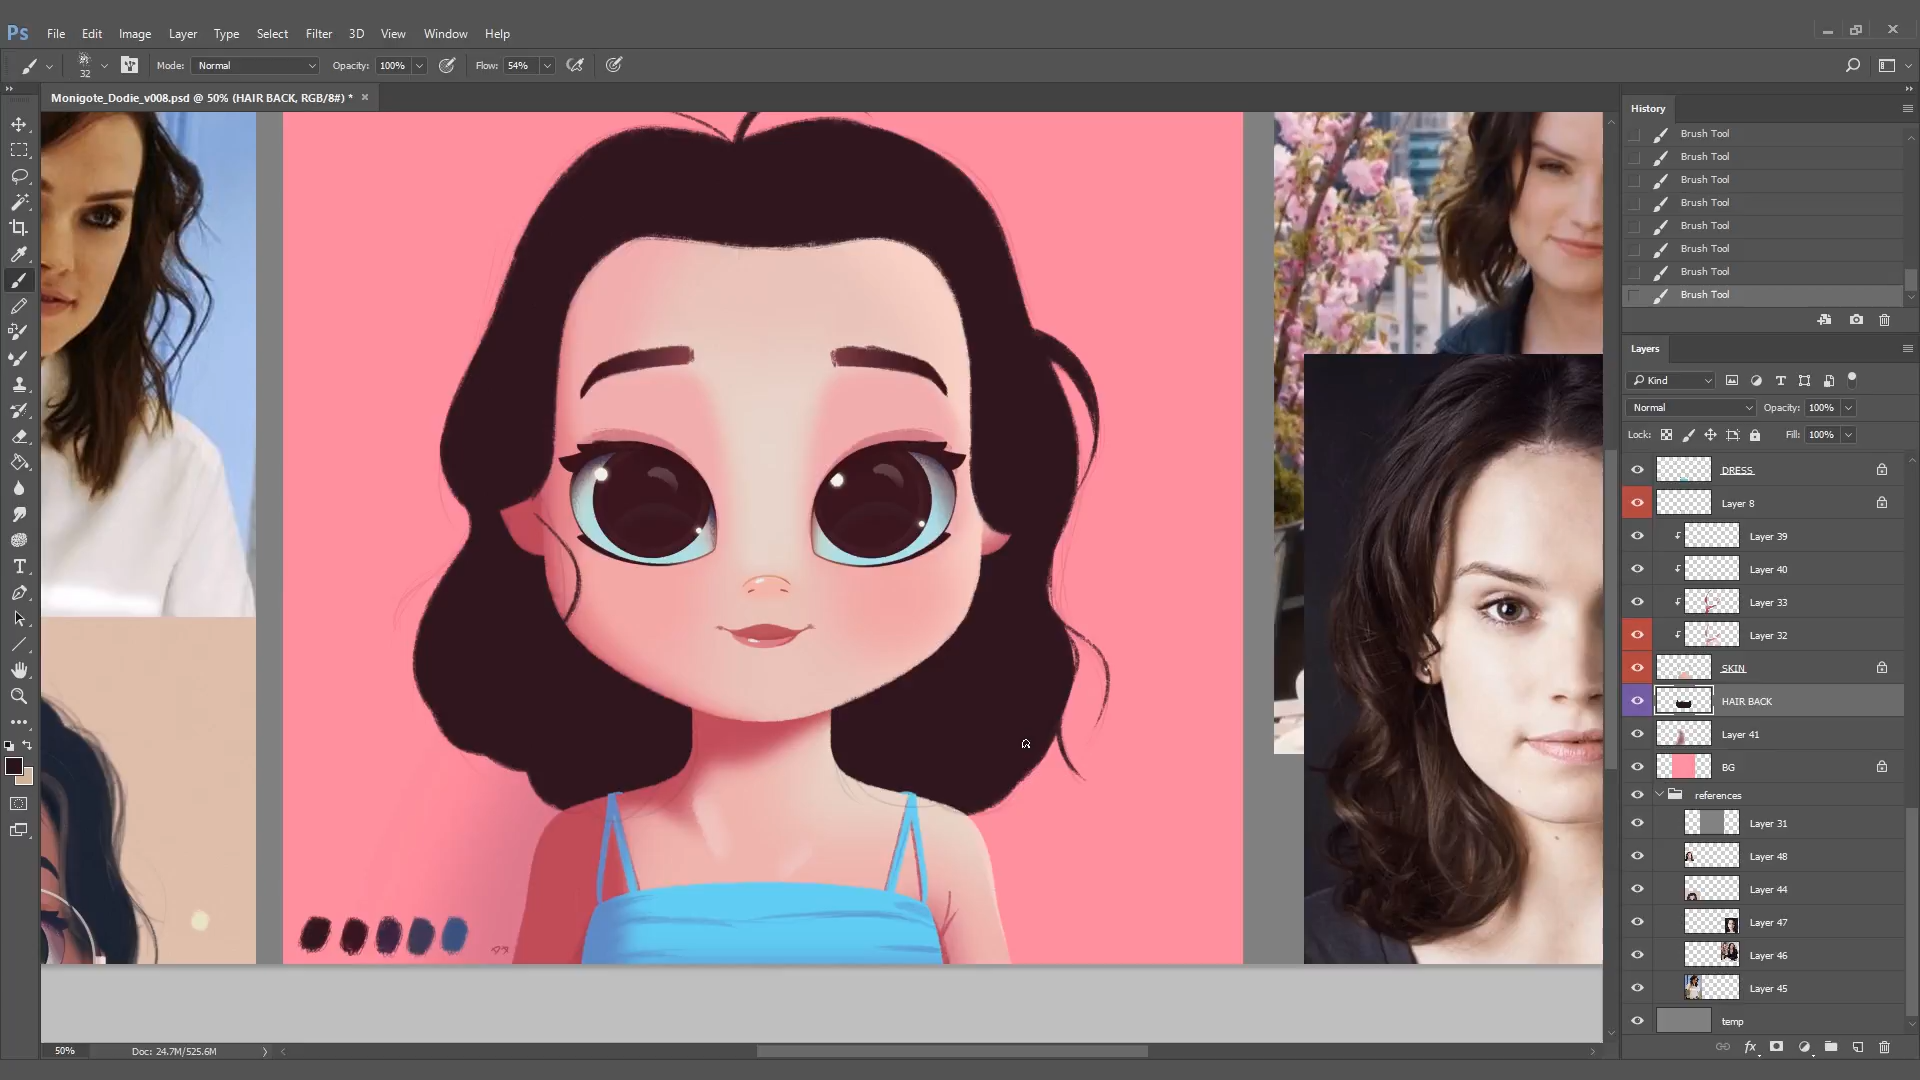 Ps File Edit Image Layer Type Select Filter 3D View Window Help
32 Mode: Normal Opacity: 100% Flow: 54%
Monigote_Dodie_v008.psd @ 50% (HAIR BACK, RGB/8#) *
History
Brush Tool
Brush Tool
Brush Tool
Brush Tool
Brush Tool
Brush Tool
Brush Tool
Brush Tool
Layers
Kind
Normal Opacity: 100%
Lock: Fill: 100%
DRESS
Layer 8
Layer 39
Layer 40
Layer 33
Layer 32
SKIN
HAIR BACK
Layer 41
BG
references
Layer 31
Layer 48
Layer 44
Layer 47
Layer 46
Layer 45
temp
50% Doc: 24.7M/525.6M